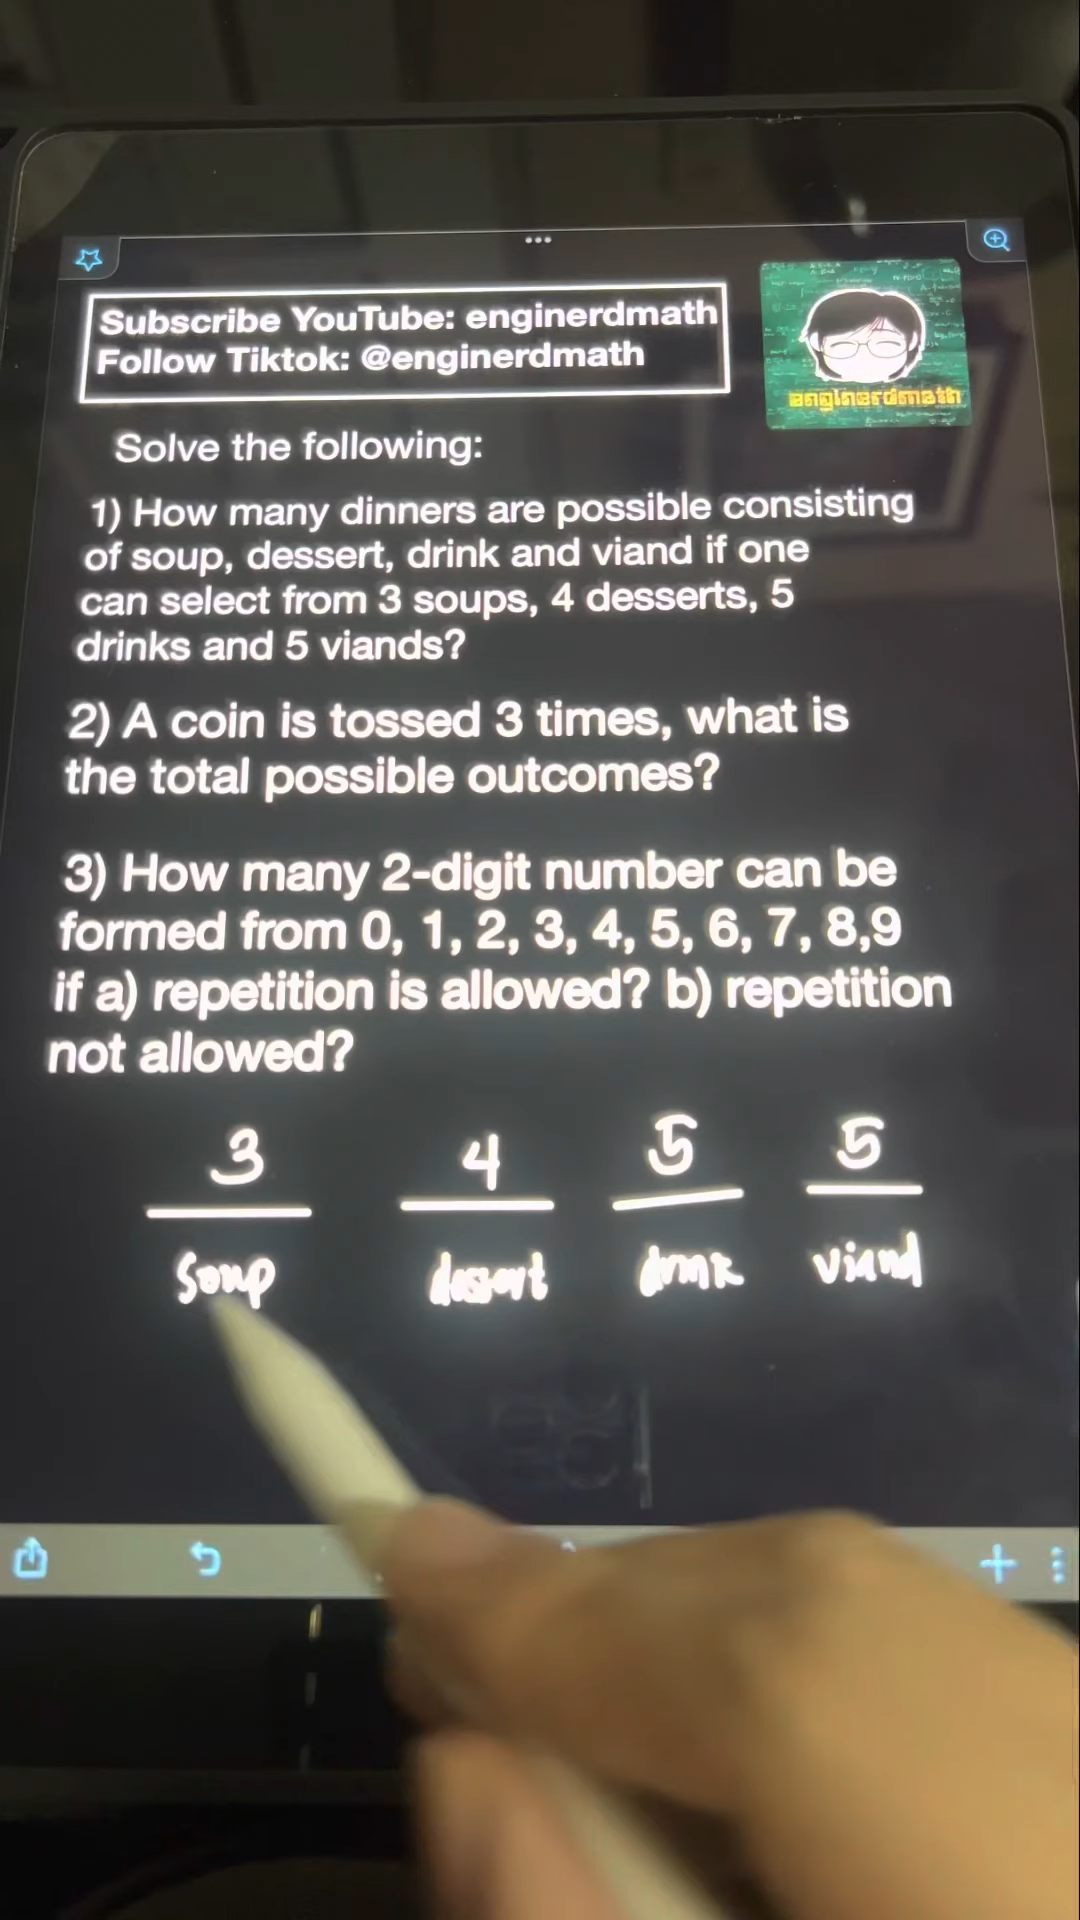 Subscribe YouTube: enginerdmath
Follow Tiktok: @enginerdmath
enginerdmath
Solve the following:
1) How many dinners are possible consisting
of soup, dessert, drink and viand if one
can select from 3 soups, 4 desserts, 5
drinks and 5 viands?
2) A coin is tossed 3 times, what is
the total possible outcomes?
3) How many 2-digit number can be
formed from 0, 1, 2, 3, 4, 5, 6, 7, 8,9
if a) repetition is allowed? b) repetition
not allowed?
3 4 5 5
soup dessert drink viand